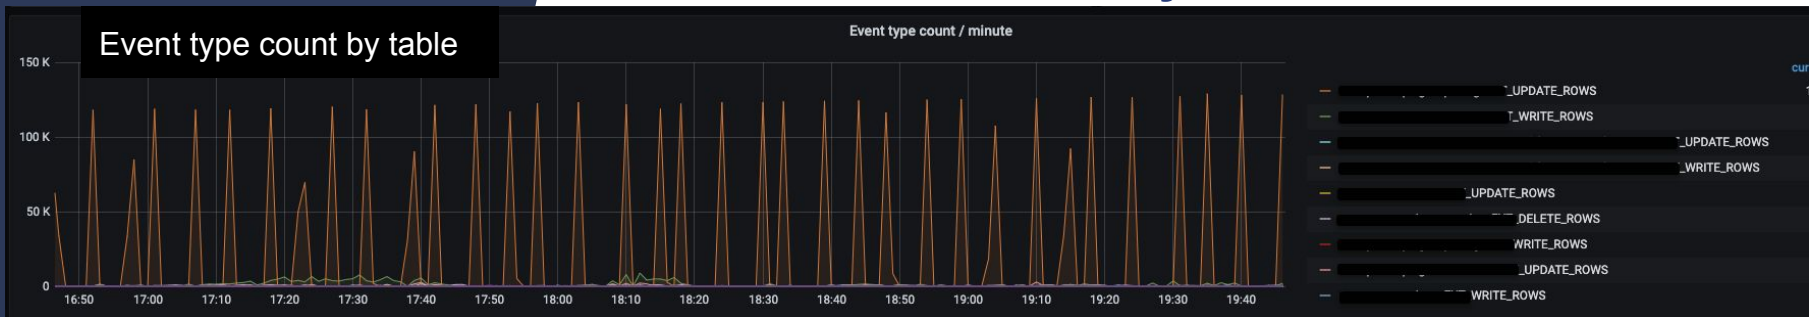 Event type count by table
Event type count / minute
150 K
100 K
50 K
0
16:50 17:00 17:10 17:20 17:30 17:40 17:50 18:00 18:10 18:20 18:30 18:40 18:50 19:00 19:10 19:20 19:30 19:40
_UPDATE_ROWS
_WRITE_ROWS
_UPDATE_ROWS
_WRITE_ROWS
_UPDATE_ROWS
_DELETE_ROWS
WRITE_ROWS
_UPDATE_ROWS
WRITE_ROWS